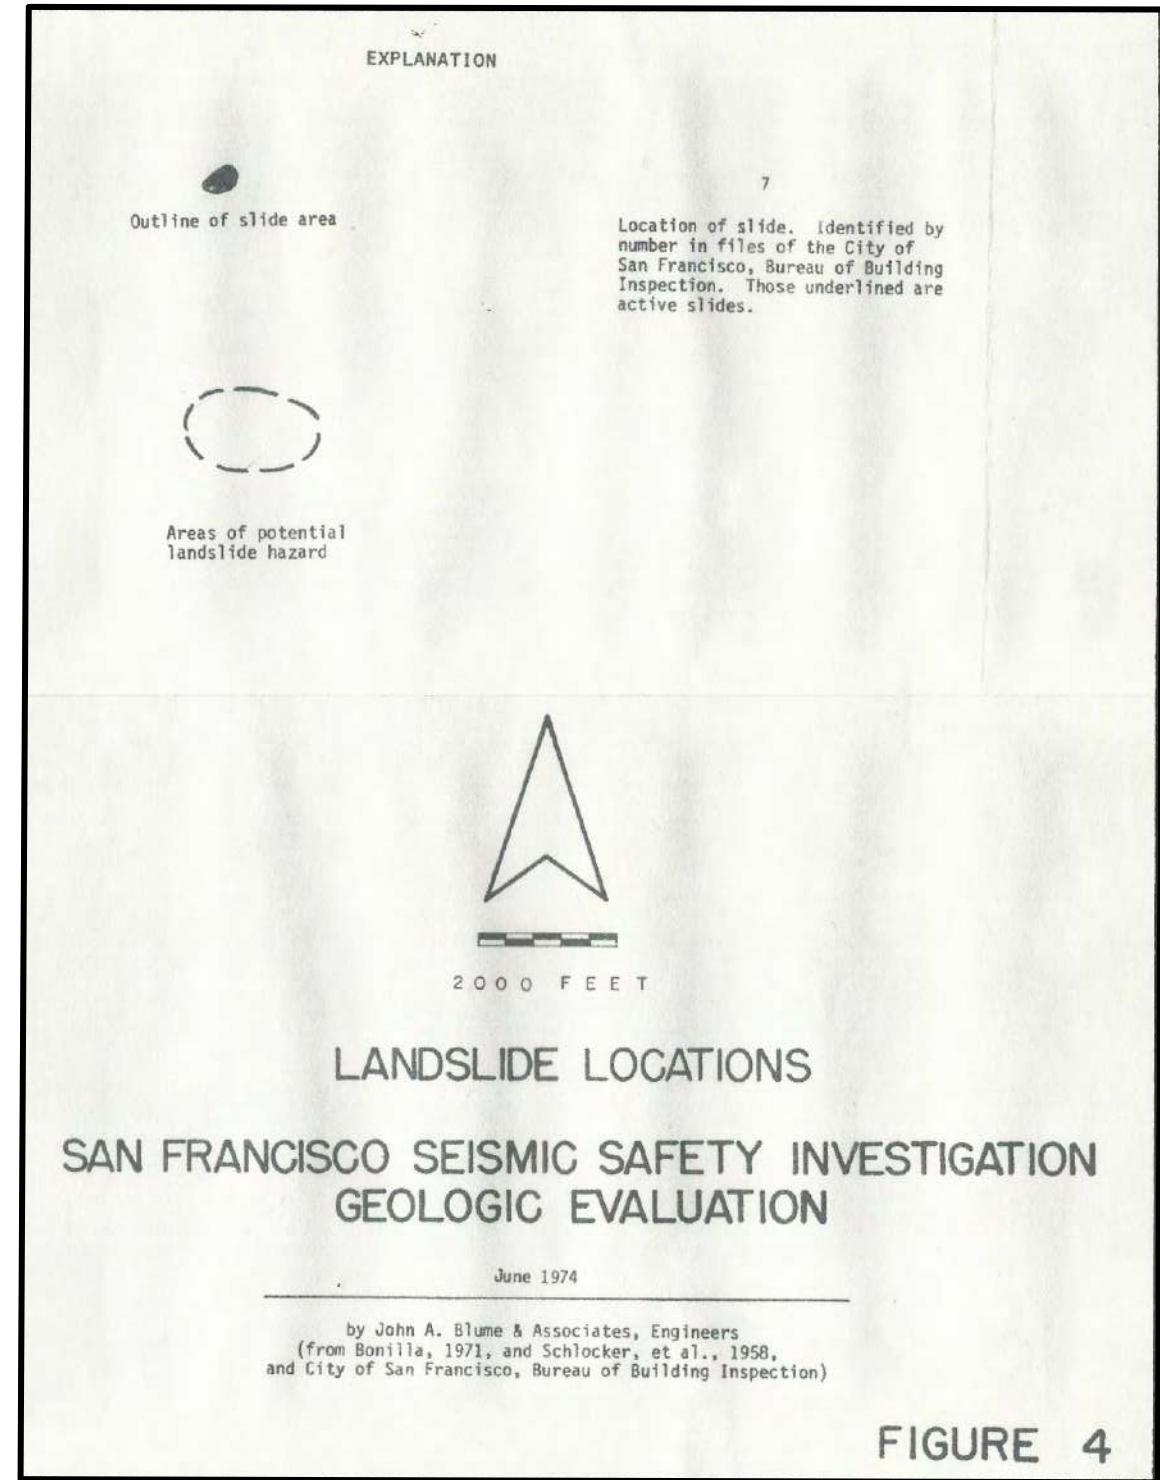 EXPLANATION
Outline of slide area
7
Location of slide. Identified by
number in files of the City of
San Francisco, Bureau of Building
Inspection. Those underlined are
active slides.
Areas of potential
landslide hazard
2000 FEET
LANDSLIDE LOCATIONS
SAN FRANCISCO SEISMIC SAFETY INVESTIGATION
GEOLOGIC EVALUATION
June 1974
by John A. Blume & Associates, Engineers
(from Bonilla, 1971, and Schlocker, et al., 1958,
and City of San Francisco, Bureau of Building Inspection)
FIGURE 4